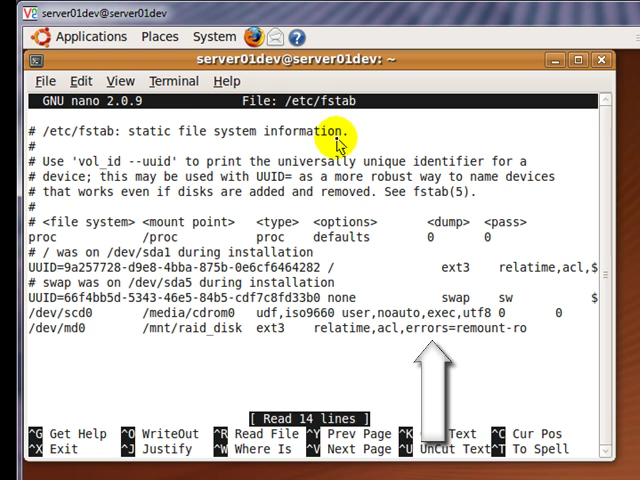 server01dev@server01dev
Applications Places System
server01dev@server01dev: ~
File Edit View Terminal Help
GNU nano 2.0.9 File: /etc/fstab
# /etc/fstab: static file system information.
#
# Use 'vol_id --uuid' to print the universally unique identifier for a
# device; this may be used with UUID= as a more robust way to name devices
# that works even if disks are added and removed. See fstab(5).
#
# <file system> <mount point> <type> <options> <dump> <pass>
proc /proc proc defaults 0 0
# / was on /dev/sda1 during installation
UUID=9a257728-d9e8-4bba-875b-0e6cf6464282 / ext3 relatime,acl,$
# swap was on /dev/sda5 during installation
UUID=66f4bb5d-5343-46e5-84b5-cdf7c8fd33b0 none swap sw $
/dev/scd0 /media/cdrom0 udf,iso9660 user,noauto,exec,utf8 0 0
/dev/md0 /mnt/raid_disk ext3 relatime,acl,errors=remount-ro
[ Read 14 lines ]
^G Get Help ^O WriteOut ^R Read File ^Y Prev Page ^K Text ^C Cur Pos
^X Exit ^J Justify ^W Where Is ^V Next Page ^U UnCut Text ^T To Spell